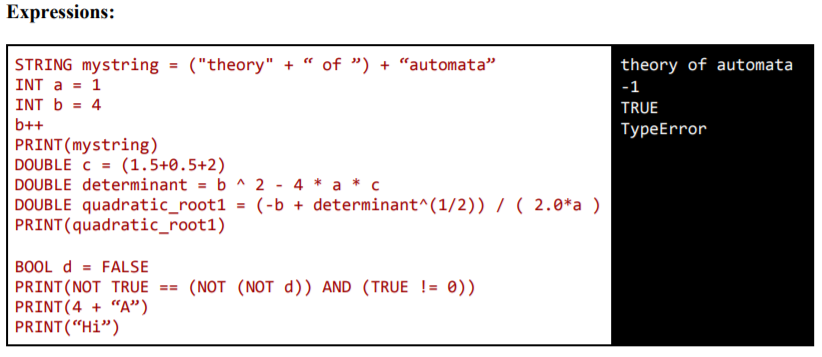 Expressions:
STRING mystring = ("theory" + “ of ”) + “automata”
INT a = 1
INT b = 4
b++
PRINT(mystring)
DOUBLE c = (1.5+0.5+2)
DOUBLE determinant = b ^ 2 - 4 * a * c
DOUBLE quadratic_root1 = (-b + determinant^(1/2)) / ( 2.0*a )
PRINT(quadratic_root1)
BOOL d = FALSE
PRINT(NOT TRUE == (NOT (NOT d)) AND (TRUE != 0))
PRINT(4 + “A”)
PRINT(“Hi”)
theory of automata
-1
TRUE
TypeError